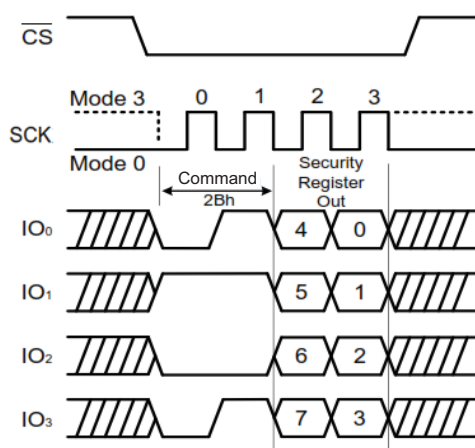 CS
Mode 3 0 1 2 3
SCK
Mode 0
Command
2Bh
Security
Register
Out
IO₀ 4 0
IO₁ 5 1
IO₂ 6 2
IO₃ 7 3